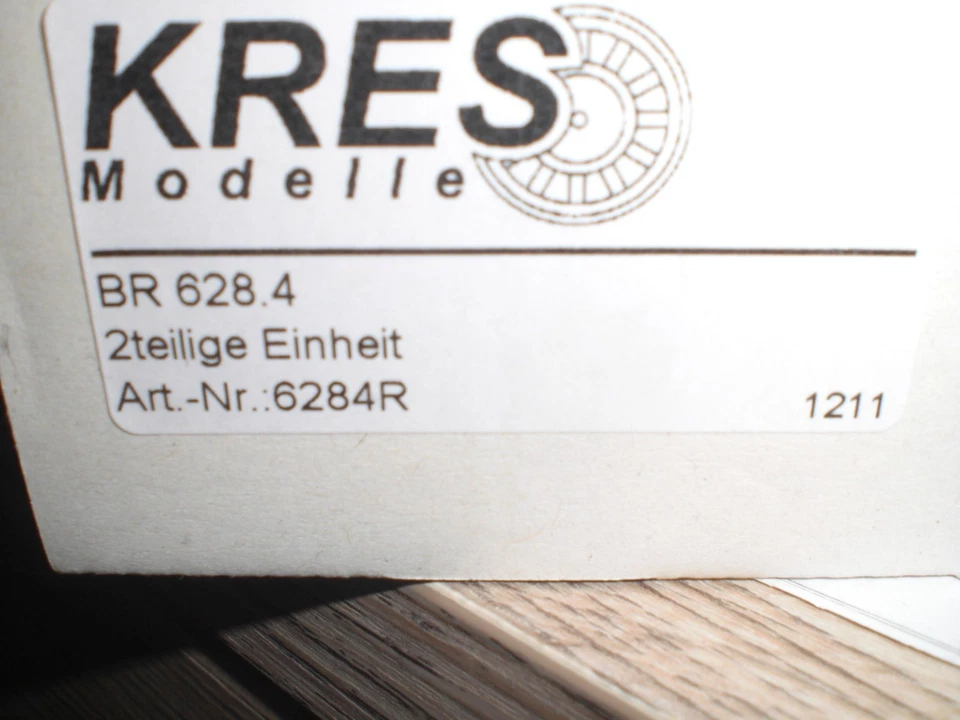 KRES
Modelle
BR 628.4
2teilige Einheit
Art.-Nr.:6284R
1211